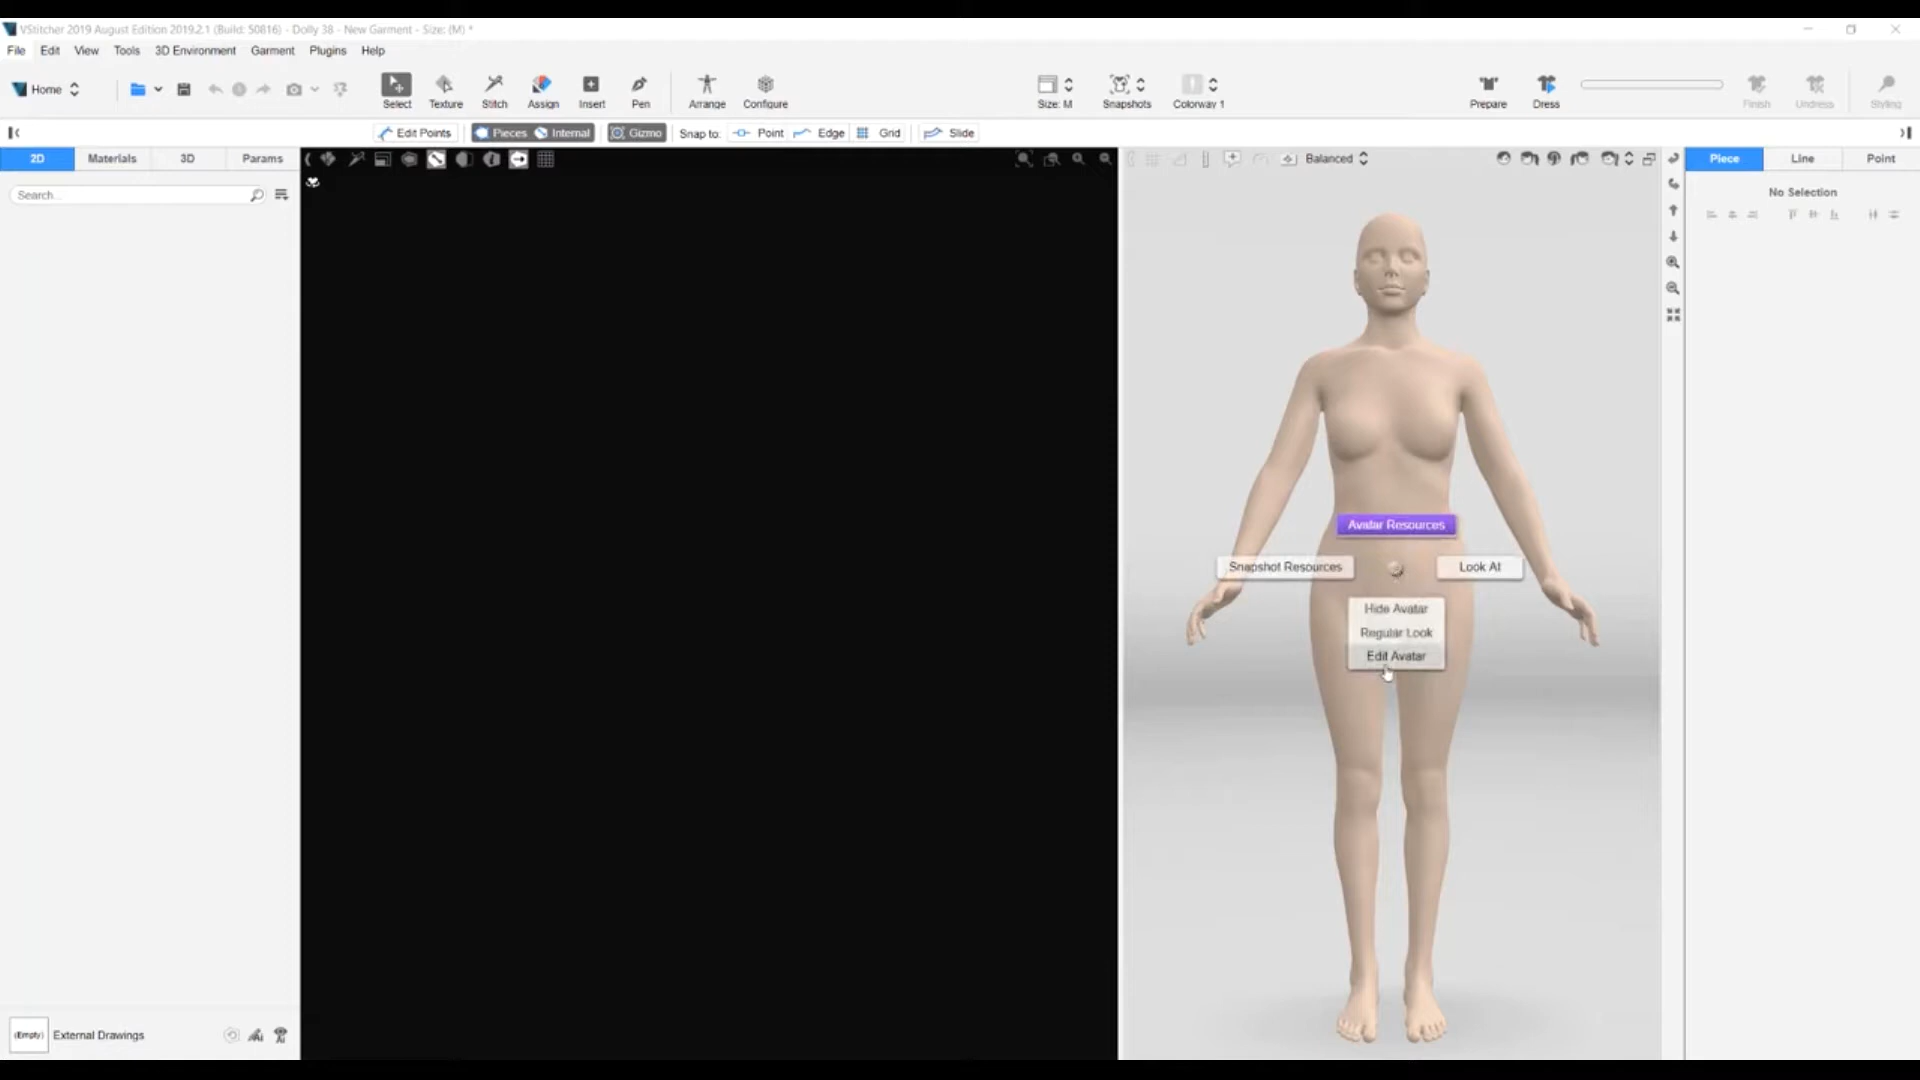 VStitcher 2019 August Edition 2019.2.1 (Build: 50816) - Dolly 38 - New Garment - Size: (M) *
File Edit View Tools 3D Environment Garment Plugins Help
Home
Select Texture Stitch Assign Insert Pen Arrange Configure Size: M Snapshots Colorway 1 Prepare Dress Finish Undress Styling
Edit Points Pieces Internal Gizmo Snap to: Point Edge Grid Slide
2D Materials 3D Params Balanced Piece Line Point
Search...
No Selection
Avatar Resources
Snapshot Resources Look At
Hide Avatar
Regular Look
Edit Avatar
(Empty) External Drawings